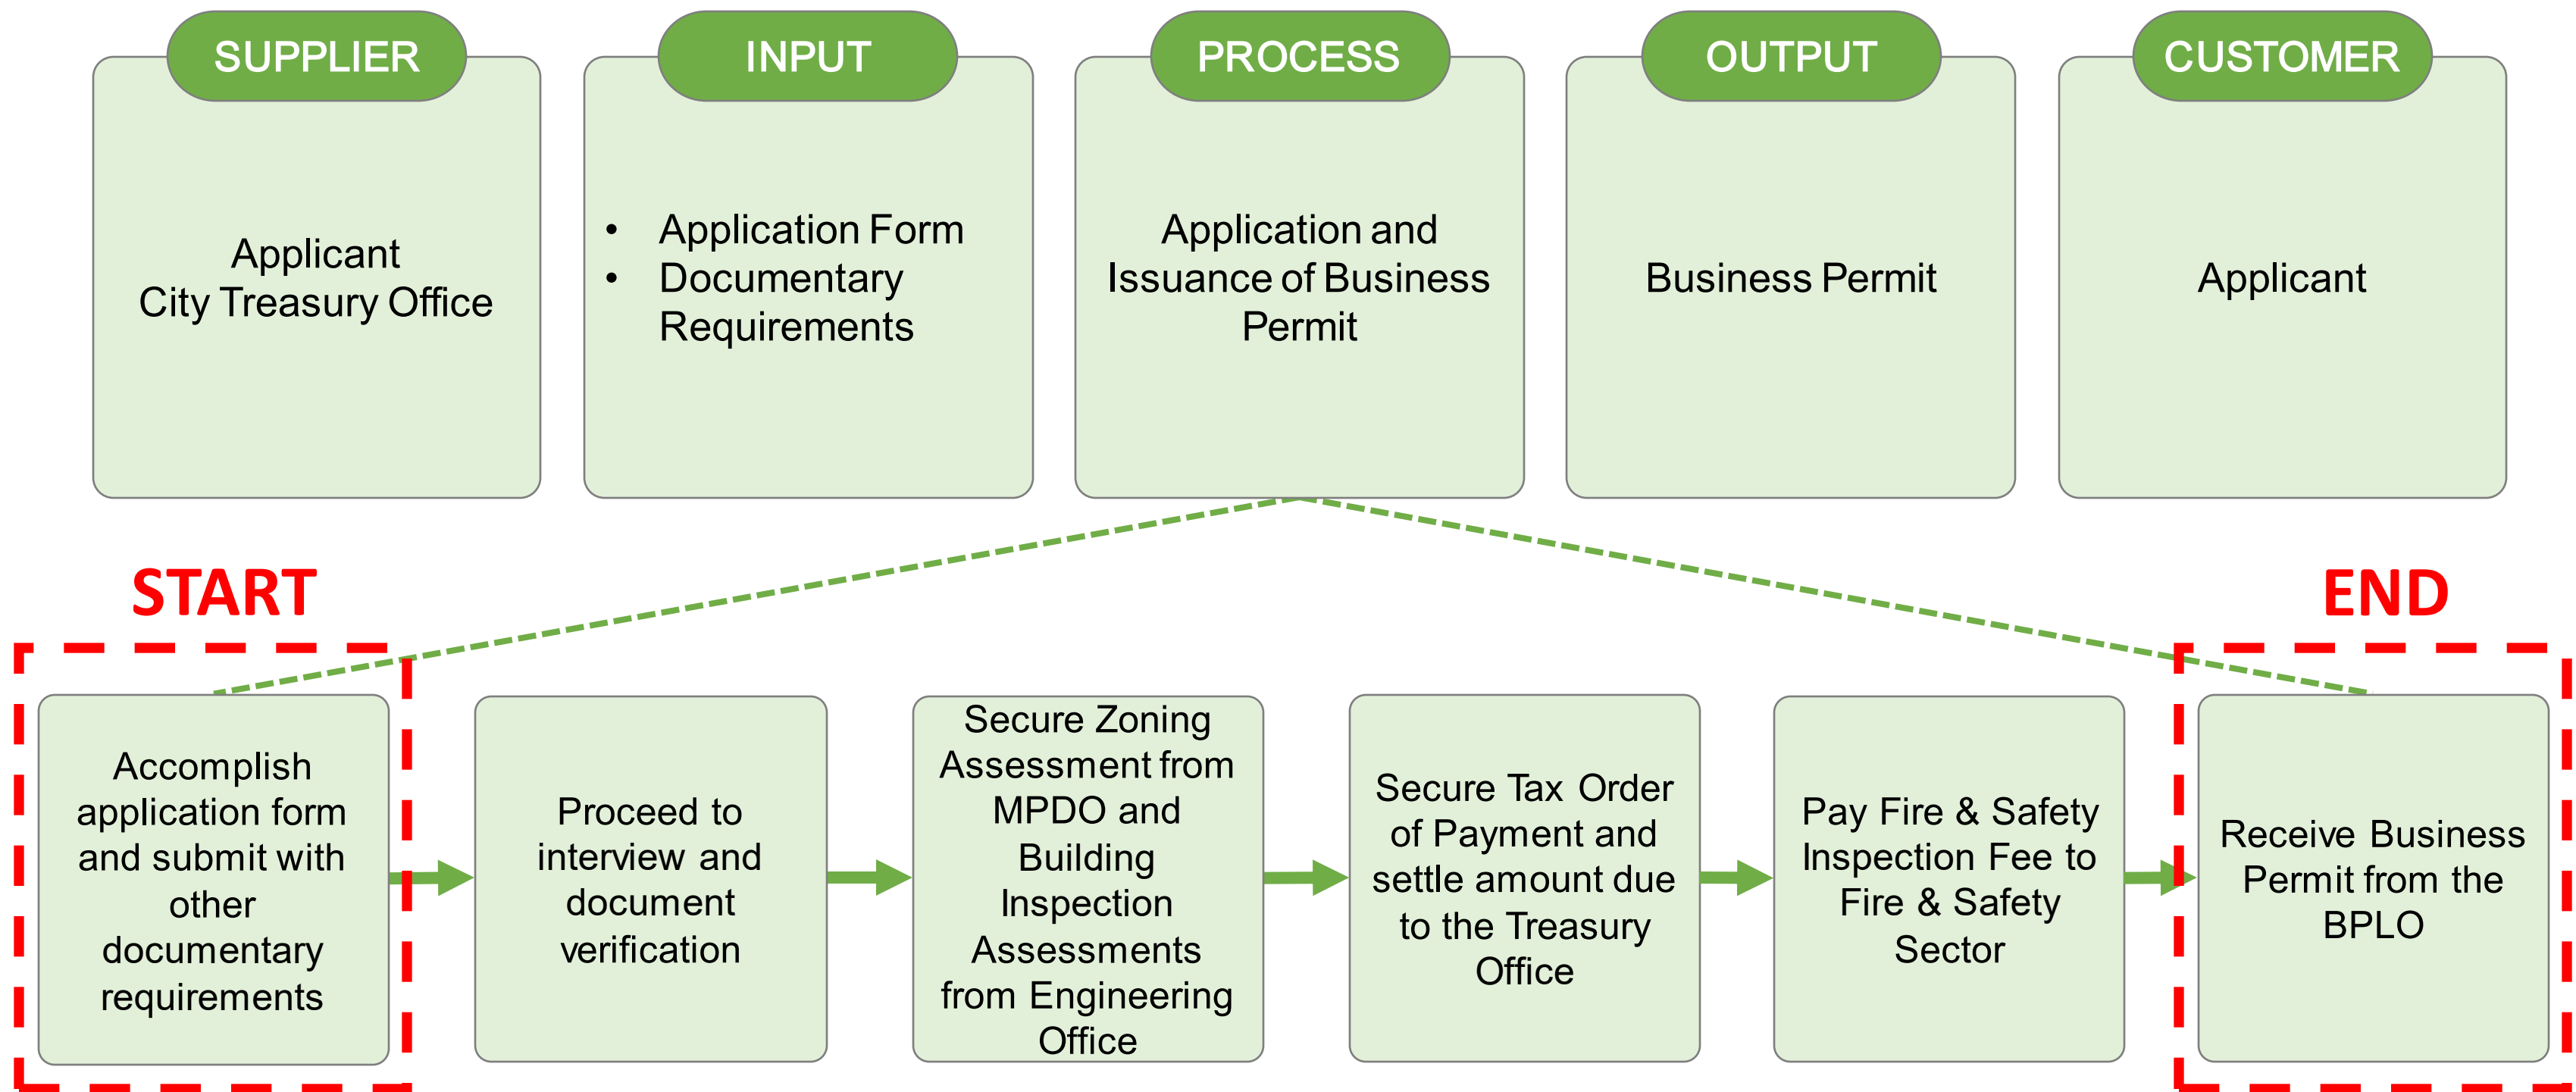 SUPPLIER
Applicant
City Treasury Office
INPUT
• Application Form
• Documentary
Requirements
PROCESS
Application and
Issuance of Business
Permit
OUTPUT
Business Permit
CUSTOMER
Applicant
START
END
Accomplish
application form
and submit with
other
documentary
requirements
Proceed to
interview and
document
verification
Secure Zoning
Assessment from
MPDO and
Building
Inspection
Assessments
from Engineering
Office
Secure Tax Order
of Payment and
settle amount due
to the Treasury
Office
Pay Fire & Safety
Inspection Fee to
Fire & Safety
Sector
Receive Business
Permit from the
BPLO